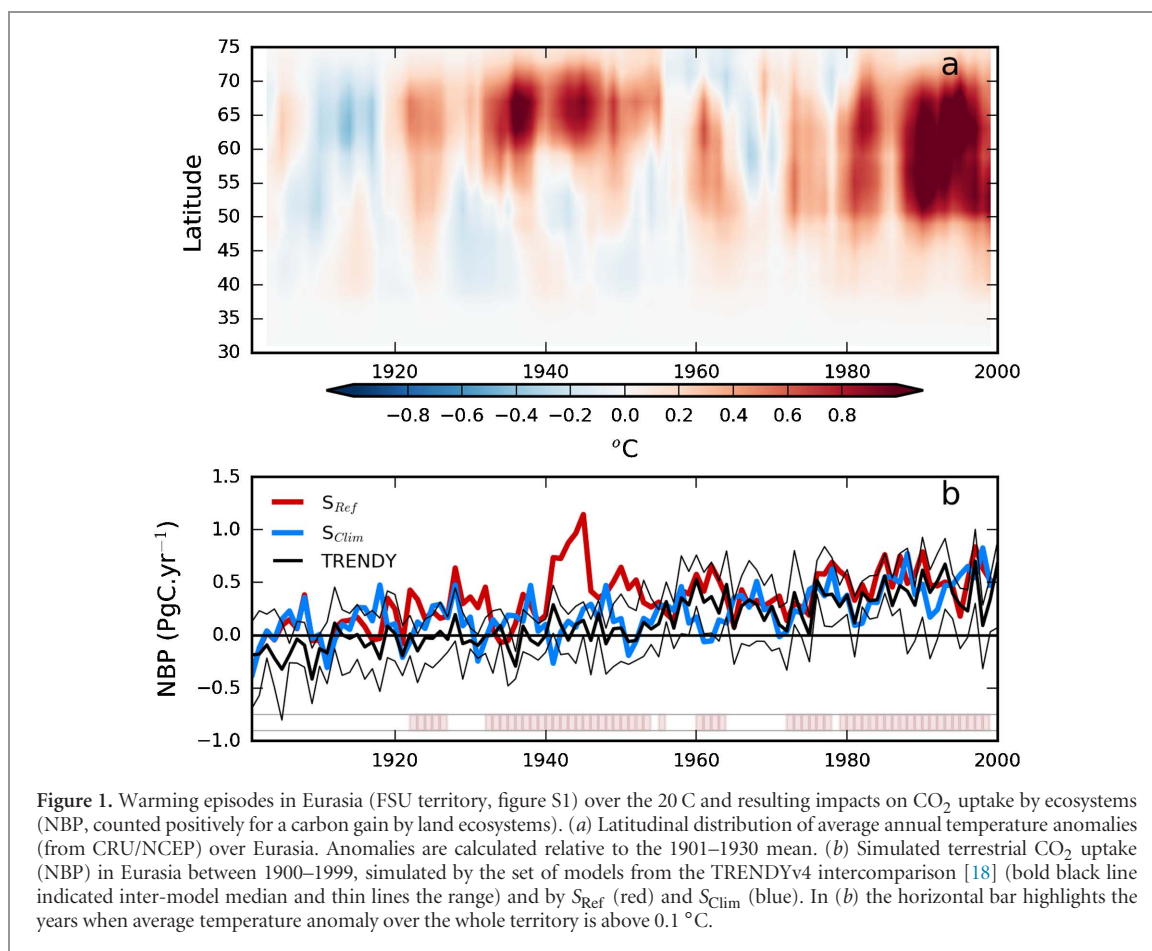 a
75
70
65
60
55
50
45
40
35
30
Latitude
1920 1940 1960 1980 2000
−0.8 −0.6 −0.4 −0.2 0.0 0.2 0.4 0.6 0.8
°C
b
1.5
1.0
0.5
0.0
−0.5
−1.0
NBP (PgC.yr−1)
S_Ref
S_Clim
TRENDY
1920 1940 1960 1980 2000
Figure 1. Warming episodes in Eurasia (FSU territory, figure S1) over the 20 C and resulting impacts on CO2 uptake by ecosystems
(NBP, counted positively for a carbon gain by land ecosystems). (a) Latitudinal distribution of average annual temperature anomalies
(from CRU/NCEP) over Eurasia. Anomalies are calculated relative to the 1901–1930 mean. (b) Simulated terrestrial CO2 uptake
(NBP) in Eurasia between 1900–1999, simulated by the set of models from the TRENDYv4 intercomparison [18] (bold black line
indicated inter-model median and thin lines the range) and by S_Ref (red) and S_Clim (blue). In (b) the horizontal bar highlights the
years when average temperature anomaly over the whole territory is above 0.1 °C.